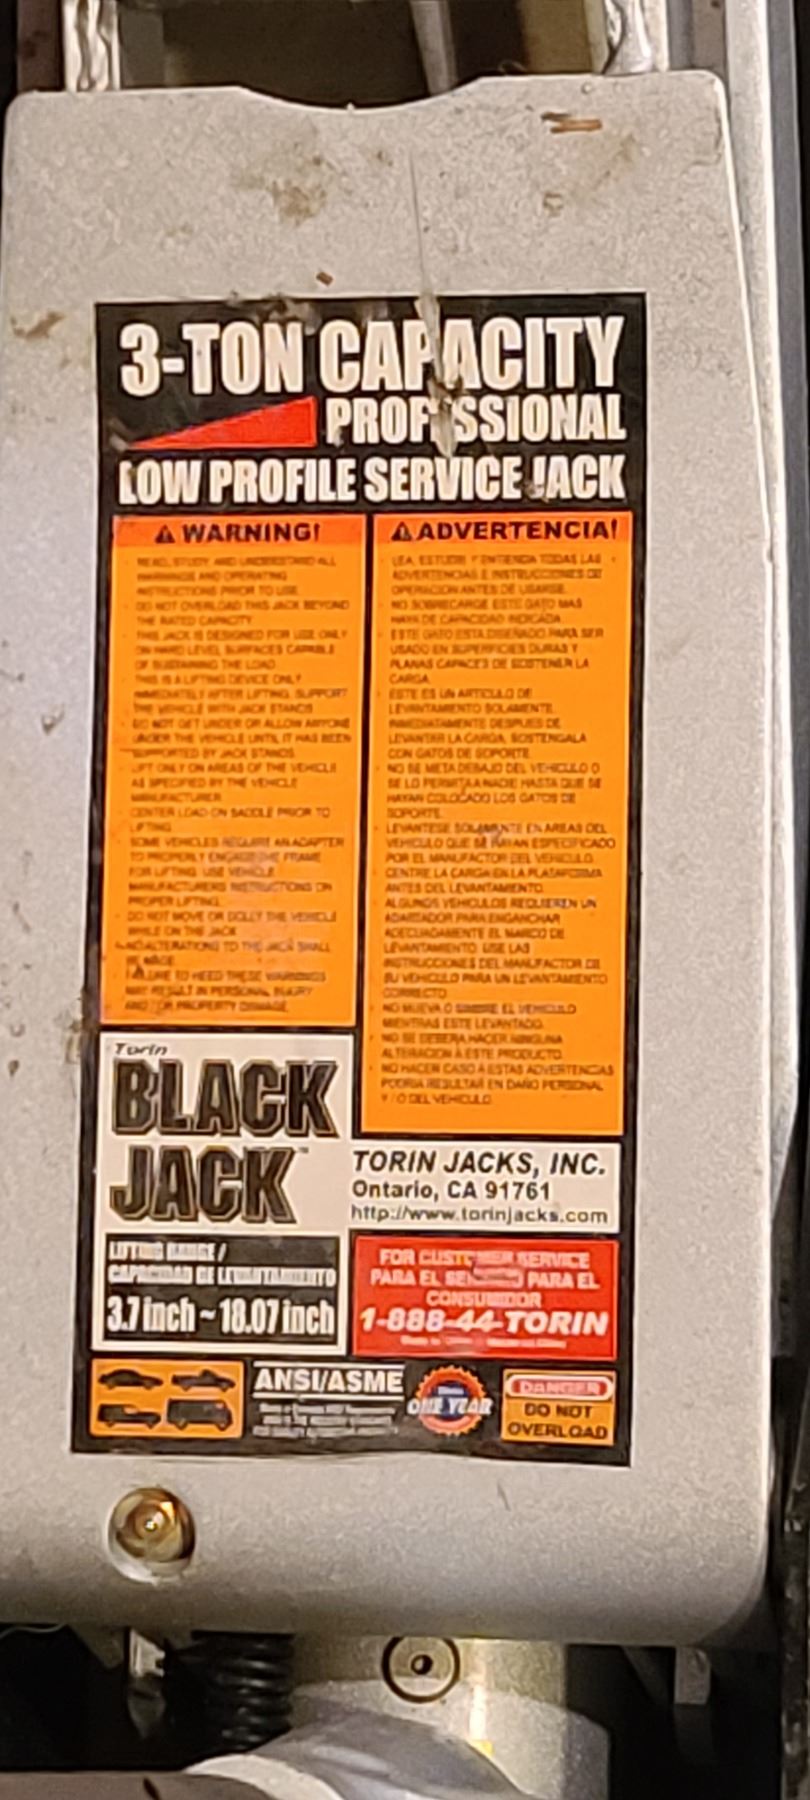 3-TON CAPACITY
PROFESSIONAL
LOW PROFILE SERVICE JACK
WARNING!
READ, STUDY AND UNDERSTAND ALL
WARNINGS AND OPERATING
INSTRUCTIONS PRIOR TO USE.
DO NOT OVERLOAD THIS JACK BEYOND
THE RATED CAPACITY
THIS JACK IS DESIGNED FOR USE ONLY
ON HARD LEVEL SURFACES CAPABLE
OF SUSTAINING THE LOAD.
THIS IS A LIFTING DEVICE ONLY
IMMEDIATELY AFTER LIFTING, SUPPORT
THE VEHICLE WITH JACK STANDS
DO NOT GET UNDER OR ALLOW ANYONE
UNDER THE VEHICLE UNTIL IT HAS BEEN
SUPPORTED BY JACK STANDS.
LIFT ONLY ON AREAS OF THE VEHICLE
AS SPECIFIED BY THE VEHICLE
MANUFACTURER.
CENTER LOAD ON SADDLE PRIOR TO
LIFTING
SOME VEHICLES REQUIRE AN ADAPTER
TO PROPERLY ENGAGE THE FRAME
FOR LIFTING. USE VEHICLE
MANUFACTURERS INSTRUCTIONS ON
PROPER LIFTING.
DO NOT MOVE OR DOLLY THE VEHICLE
WHILE ON THE JACK
NO ALTERATIONS TO THE JACK SHALL
BE MADE.
FAILURE TO HEED THESE WARNINGS
MAY RESULT IN PERSONAL INJURY
AND / OR PROPERTY DAMAGE.
ADVERTENCIA!
LEA, ESTUDIE Y ENTIENDA TODAS LAS
ADVERTENCIAS E INSTRUCCIONES DE
OPERACION ANTES DE USARSE.
NO SOBRECARGE ESTE GATO MAS
HAYA DE CAPACIDAD INDICADA.
ESTE GATO ESTA DISEÑADO PARA SER
USADO EN SUPERFICIES DURAS Y
PLANAS CAPACES DE SOSTENER LA
CARGA.
ESTE ES UN ARTICULO DE
LEVANTAMIENTO SOLAMENTE.
INMEDIATAMENTE DESPUES DE
LEVANTER LA CARGA, SOSTENGALA
CON GATOS DE SOPORTE.
NO SE META DEBAJO DEL VEHICULO O
SE LO PERMITA A NADIE HASTA QUE SE
HAYAN COLOCADO LOS GATOS DE
SOPORTE.
LEVANTESE SOLAMENTE EN AREAS DEL
VEHICULO QUE SE HAYAN ESPECIFICADO
POR EL MANUFACTOR DEL VEHICULO.
CENTRE LA CARGA EN LA PLATAFORMA
ANTES DEL LEVANTAMIENTO.
ALGUNOS VEHICULOS REQUIEREN UN
ADAPTADOR PARA ENGANCHAR
ADECUADAMENTE EL MARCO DE
LEVANTAMIENTO. USE LAS
INSTRUCCIONES DEL MANUFACTOR DE
SU VEHICULO PARA UN LEVANTAMIENTO
CORRECTO.
NO MUEVA O EL VEHICULO
MIENTRAS ESTE LEVANTADO.
NO SE DEBERA HACER NINGUNA
ALTERACION A ESTE PRODUCTO.
NO HACER CASO A ESTAS ADVERTENCIAS
PODRIA RESULTAR EN DAÑO PERSONAL
Y / O DEL VEHICULO.
Torin
BLACK
JACK™
TORIN JACKS, INC.
Ontario, CA 91761
http://www.torinjacks.com
LIFTING RANGE /
CAPACIDAD DE LEVANTAMIENTO
3.7 inch ~ 18.07 inch
FOR CUSTOMER SERVICE
PARA EL SERVICIO PARA EL
CONSUMIDOR
1-888-44-TORIN
ANSI/ASME
ONE YEAR
DANGER
DO NOT
OVERLOAD